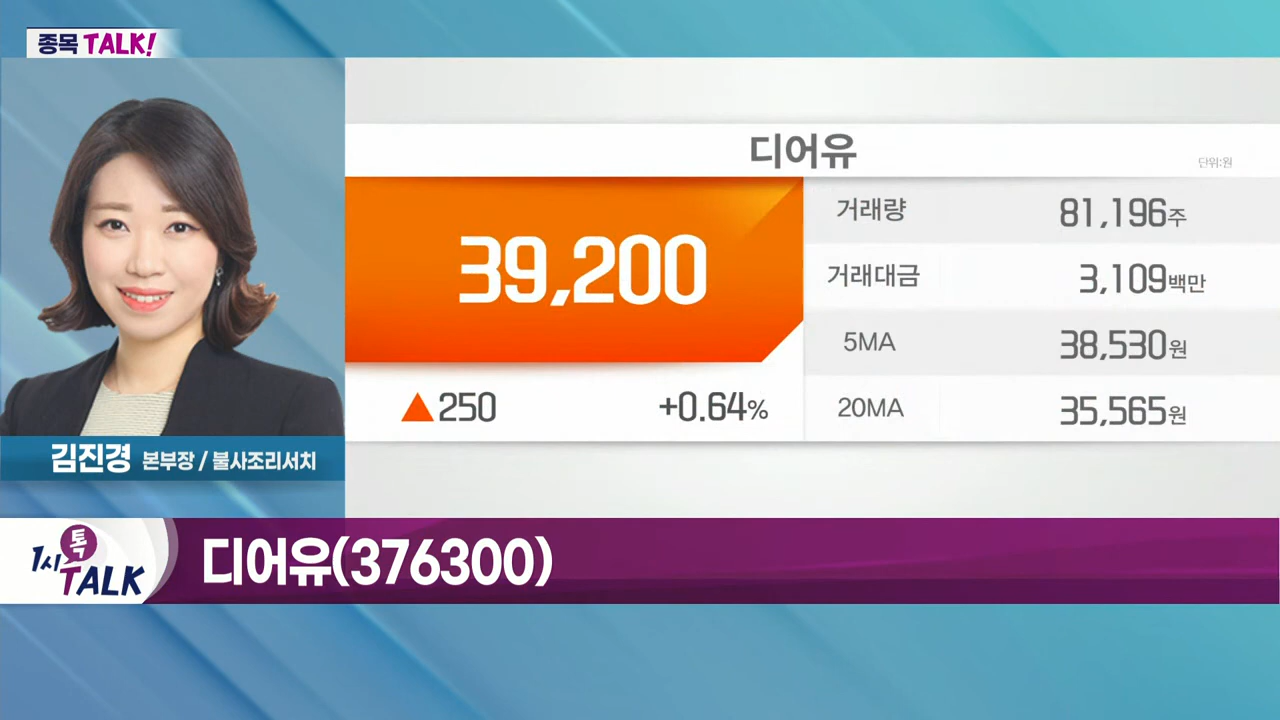 종목 TALK!
디어유
단위:원
39,200
▲250 +0.64%
거래량 81,196주
거래대금 3,109백만
5MA 38,530원
20MA 35,565원
김진경 본부장 / 불사조리서치
1시 톡 TALK
디어유(376300)